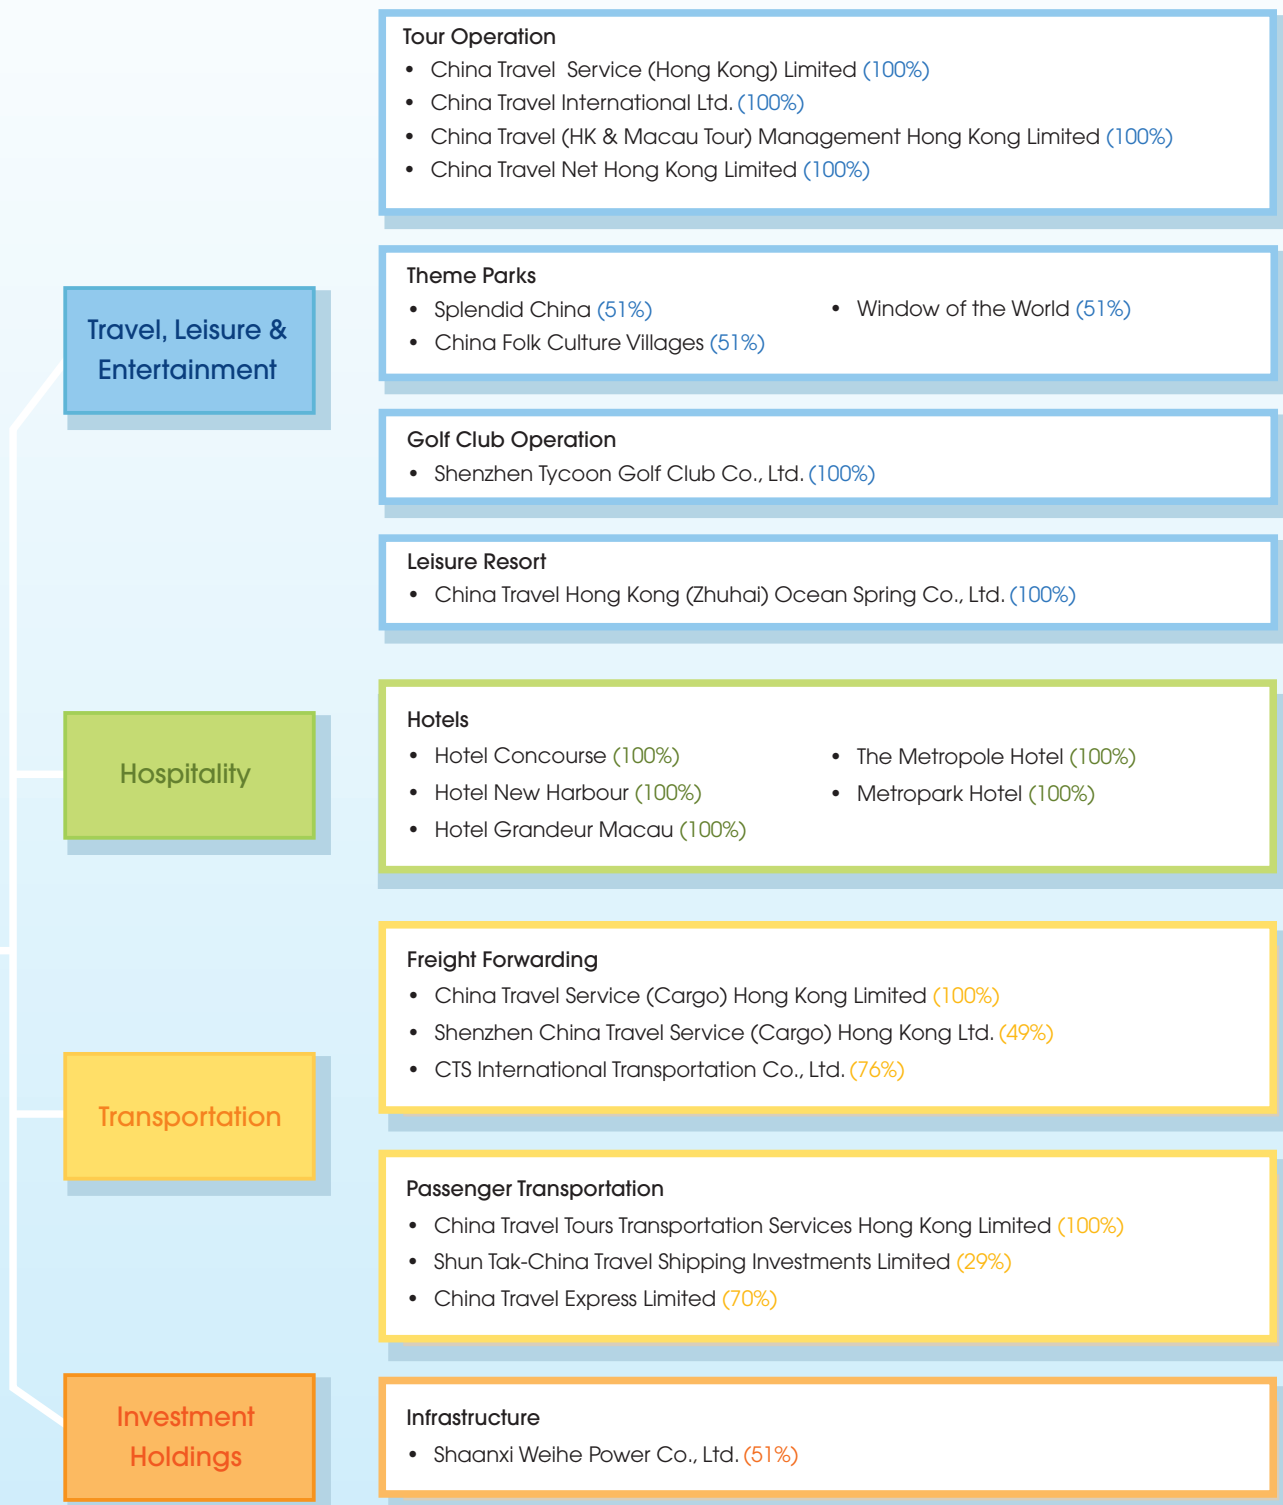 Travel, Leisure &
Entertainment
Tour Operation
• China Travel Service (Hong Kong) Limited (100%)
• China Travel International Ltd. (100%)
• China Travel (HK & Macau Tour) Management Hong Kong Limited (100%)
• China Travel Net Hong Kong Limited (100%)
Theme Parks
• Splendid China (51%)
• China Folk Culture Villages (51%)
• Window of the World (51%)
Golf Club Operation
• Shenzhen Tycoon Golf Club Co., Ltd. (100%)
Leisure Resort
• China Travel Hong Kong (Zhuhai) Ocean Spring Co., Ltd. (100%)
Hospitality
Hotels
• Hotel Concourse (100%)
• Hotel New Harbour (100%)
• Hotel Grandeur Macau (100%)
• The Metropole Hotel (100%)
• Metropark Hotel (100%)
Transportation
Freight Forwarding
• China Travel Service (Cargo) Hong Kong Limited (100%)
• Shenzhen China Travel Service (Cargo) Hong Kong Ltd. (49%)
• CTS International Transportation Co., Ltd. (76%)
Passenger Transportation
• China Travel Tours Transportation Services Hong Kong Limited (100%)
• Shun Tak-China Travel Shipping Investments Limited (29%)
• China Travel Express Limited (70%)
Investment
Holdings
Infrastructure
• Shaanxi Weihe Power Co., Ltd. (51%)